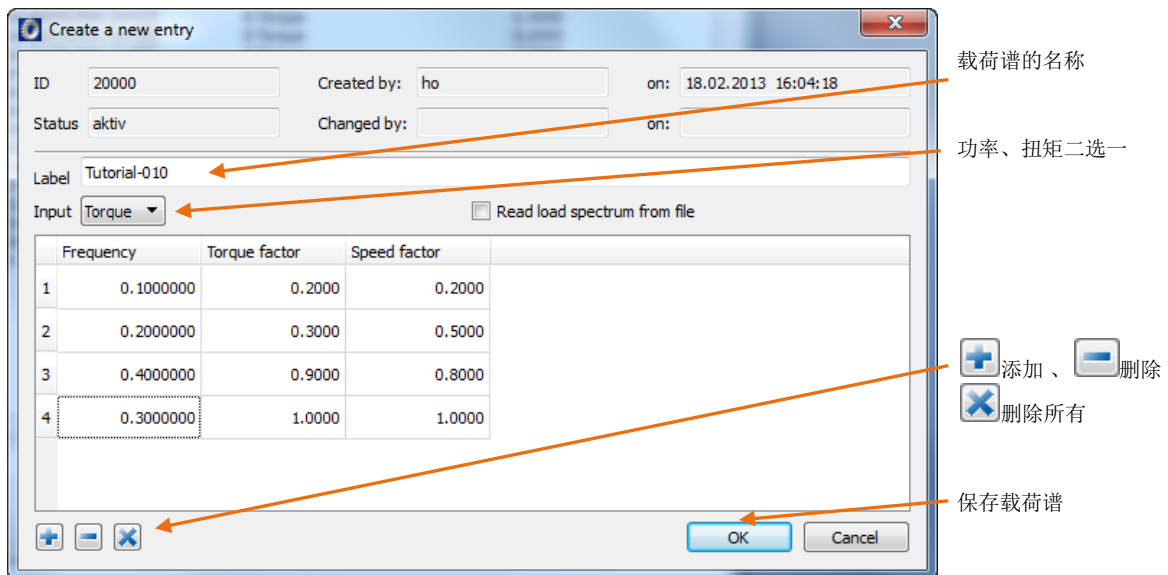 Create a new entry
ID 20000 Created by: ho on: 18.02.2013 16:04:18
Status aktiv Changed by: on:
Label Tutorial-010
Input Torque Read load spectrum from file
Frequency Torque factor Speed factor
1 0.1000000 0.2000 0.2000
2 0.2000000 0.3000 0.5000
3 0.4000000 0.9000 0.8000
4 0.3000000 1.0000 1.0000
OK Cancel
载荷谱的名称
功率、扭矩二选一
添加、删除
删除所有
保存载荷谱